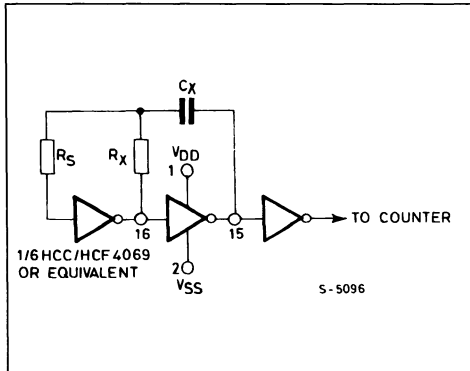 CX
RS
RX
VDD
1
16
15
TO COUNTER
1/6 HCC/HCF 4069
OR EQUIVALENT
2
VSS
S-5096